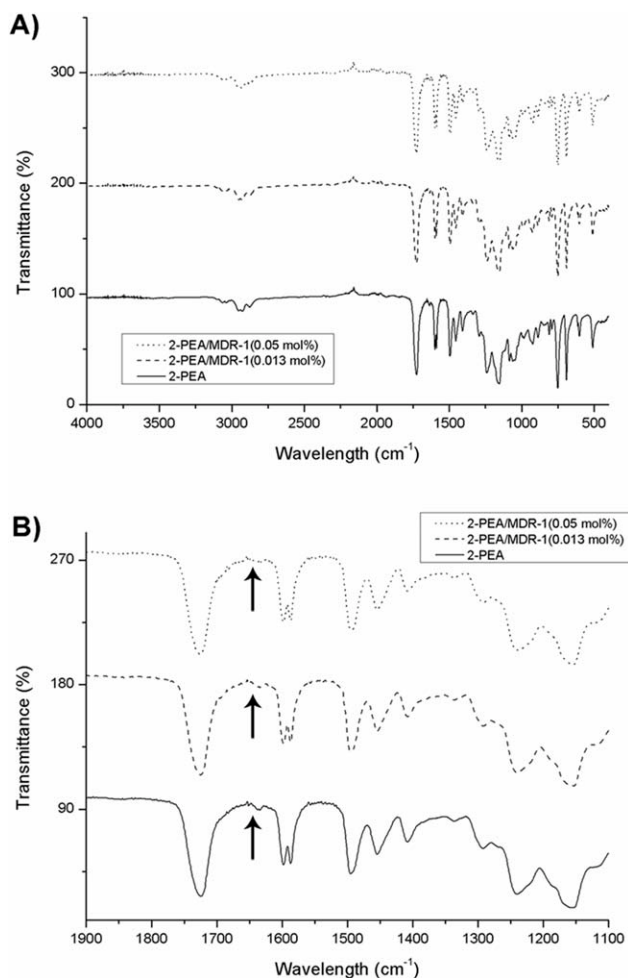 A)
Transmittance (%)
300
200
100
0
2-PEA/MDR-1(0.05 mol%)
2-PEA/MDR-1(0.013 mol%)
2-PEA
4000 3500 3000 2500 2000 1500 1000 500
Wavelength (cm-1)
B)
2-PEA/MDR-1(0.05 mol%)
2-PEA/MDR-1(0.013 mol%)
2-PEA
Transmittance (%)
270
180
90
1900 1800 1700 1600 1500 1400 1300 1200 1100
Wavelength (cm-1)